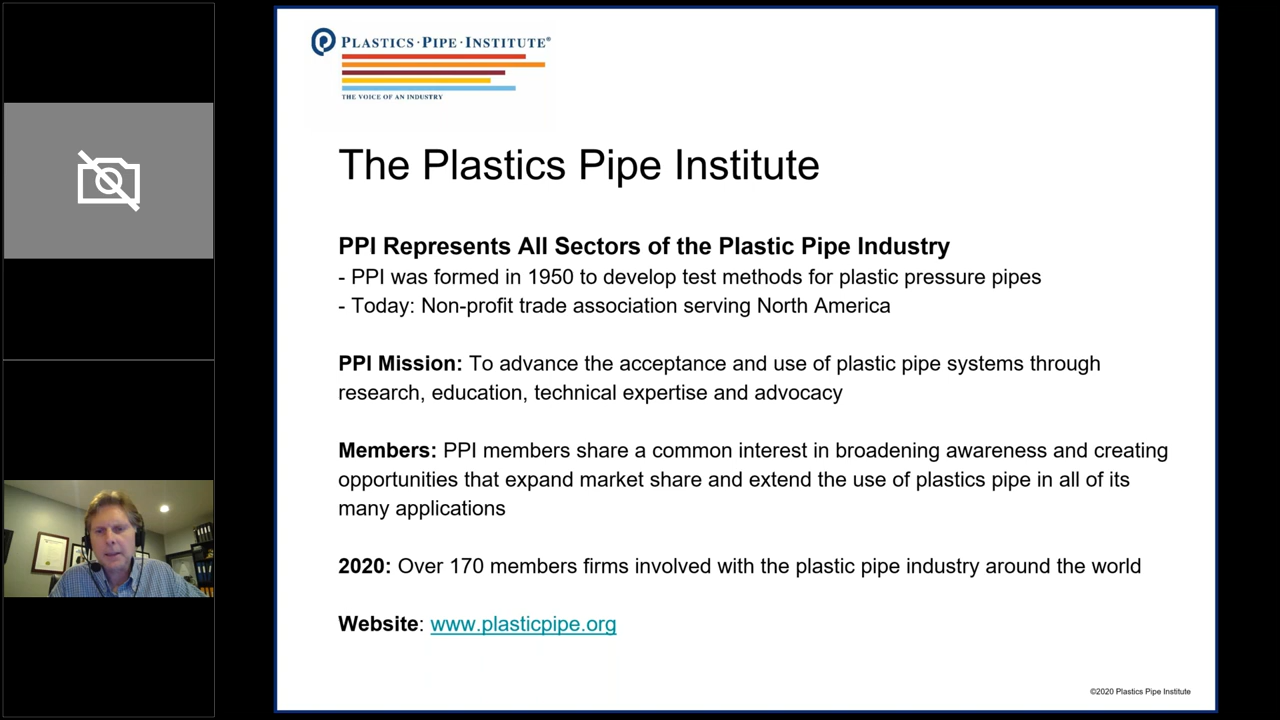 PLASTICS·PIPE·INSTITUTE®
THE VOICE OF AN INDUSTRY
The Plastics Pipe Institute
PPI Represents All Sectors of the Plastic Pipe Industry
- PPI was formed in 1950 to develop test methods for plastic pressure pipes
- Today: Non-profit trade association serving North America
PPI Mission: To advance the acceptance and use of plastic pipe systems through
research, education, technical expertise and advocacy
Members: PPI members share a common interest in broadening awareness and creating
opportunities that expand market share and extend the use of plastics pipe in all of its
many applications
2020: Over 170 members firms involved with the plastic pipe industry around the world
Website: www.plasticpipe.org
©2020 Plastics Pipe Institute